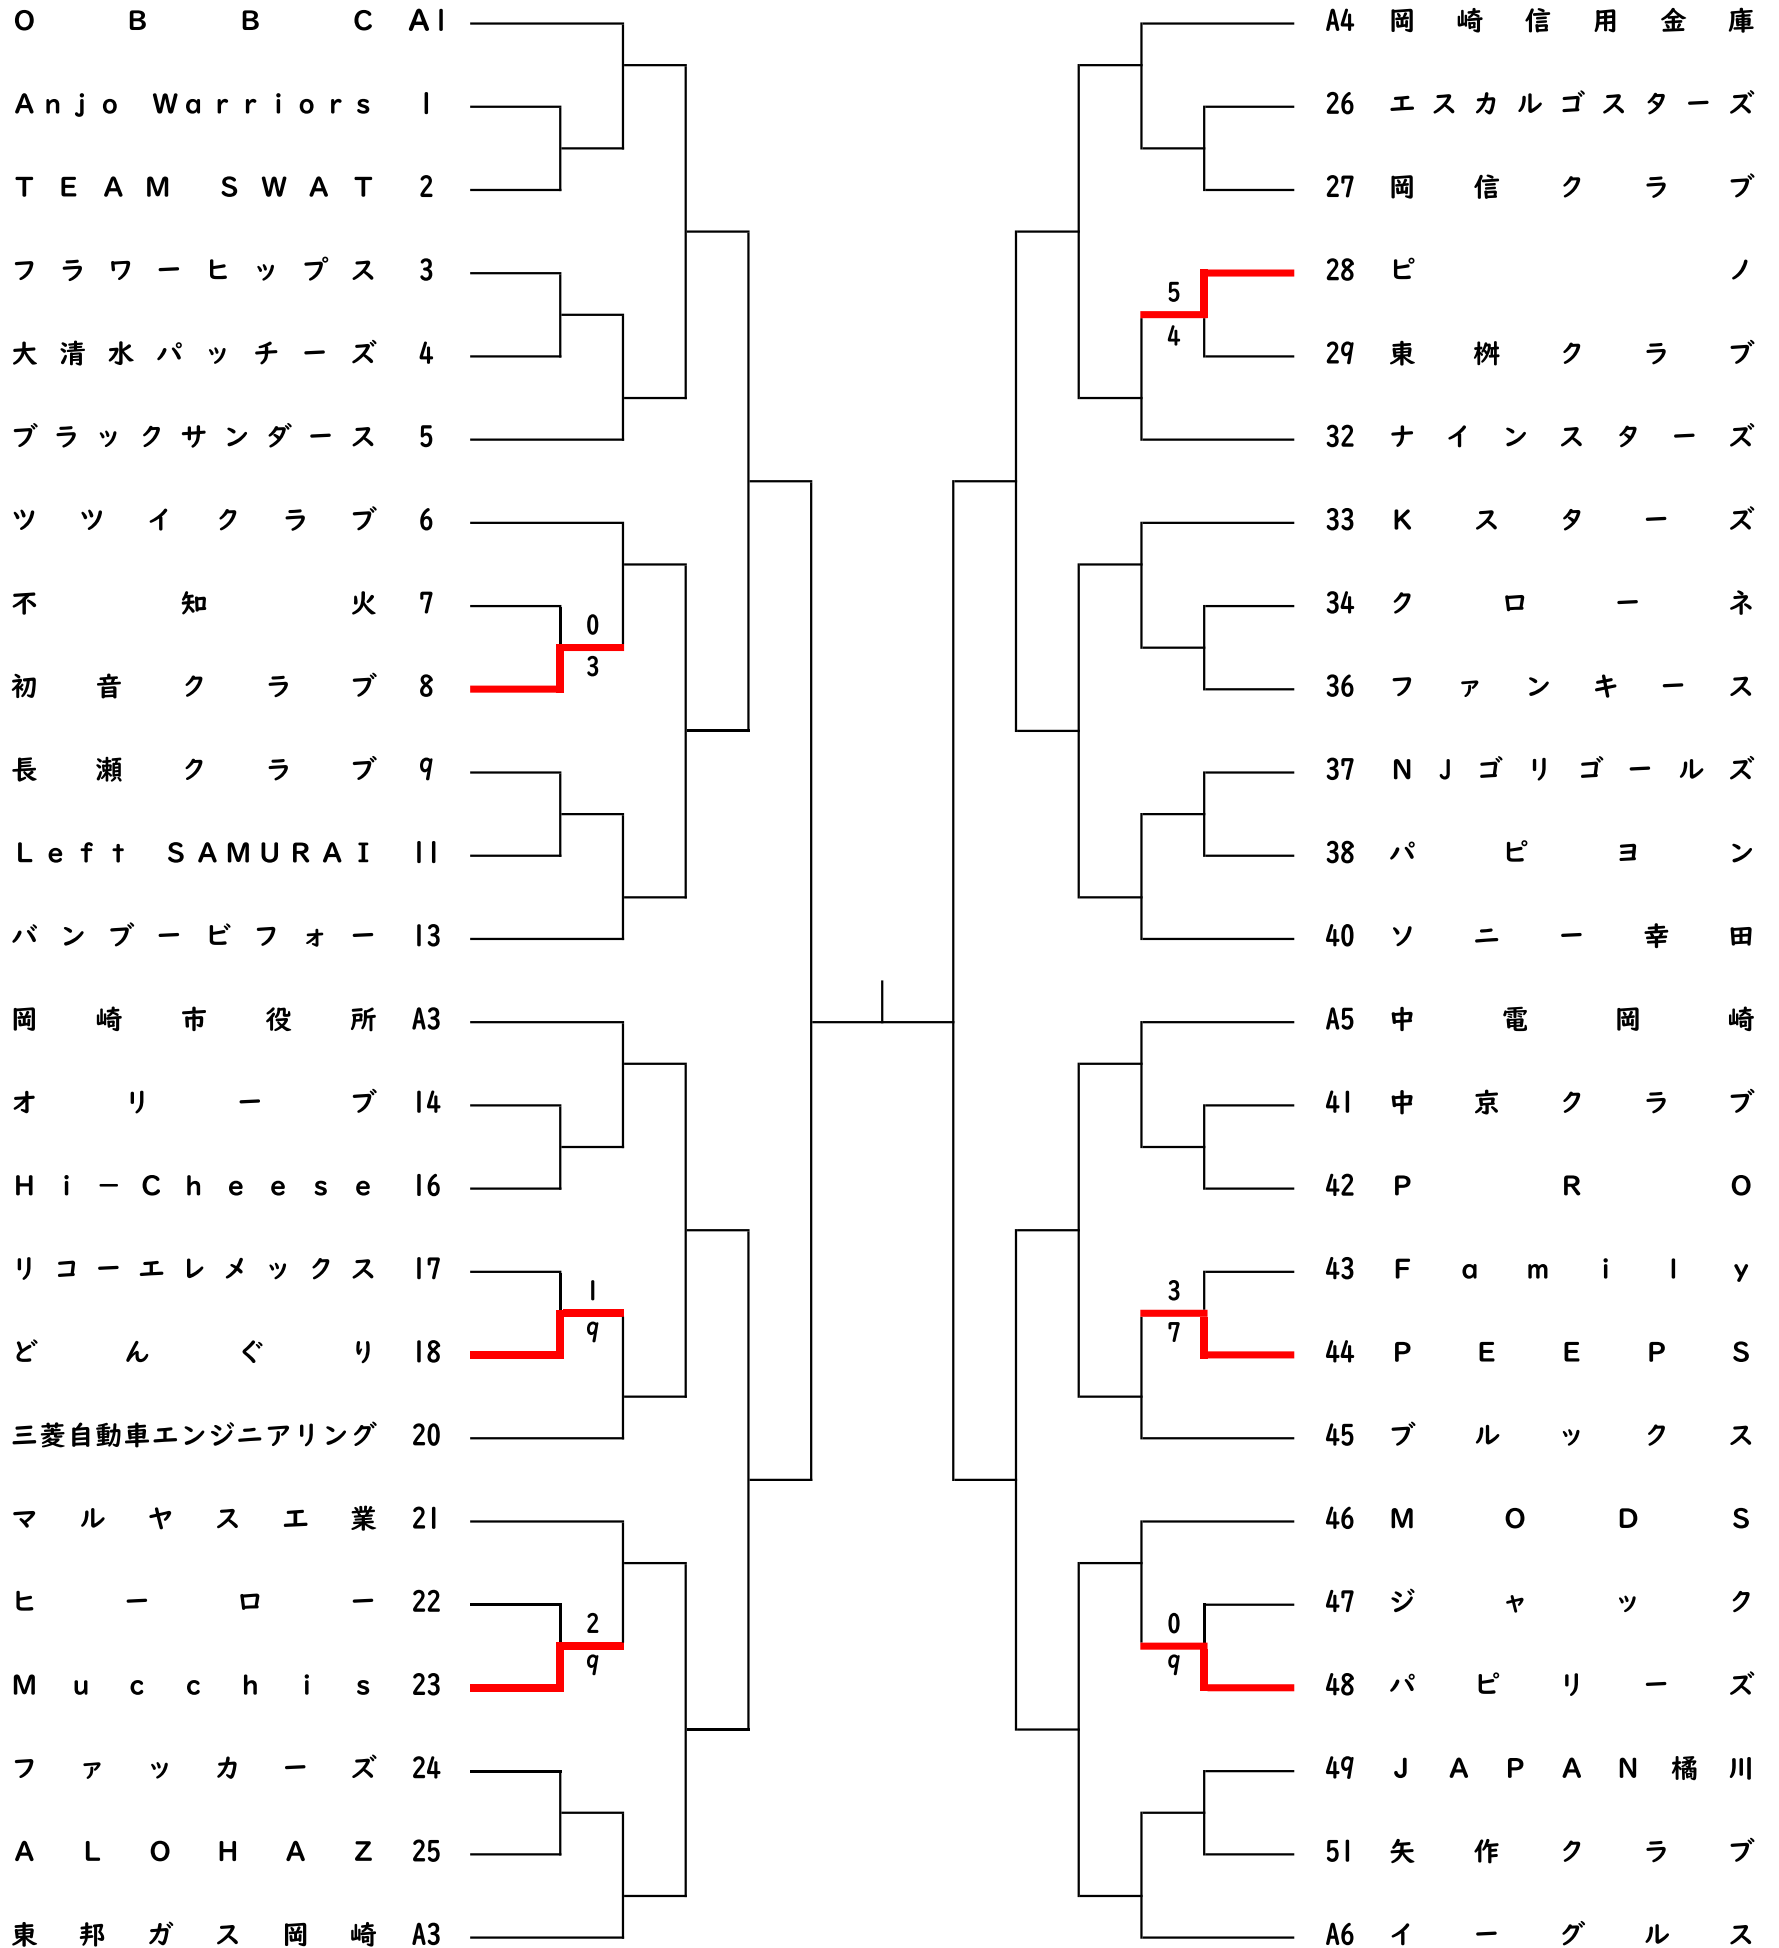 OBBC A1
Anjo Warriors 1
TEAM SWAT 2
フラワーヒップス 3
大清水パッチーズ 4
ブラックサンダース 5
ツツイクラブ 6
不知火 7
0
3
初音クラブ 8
長瀬クラブ 9
Left SAMURAI 11
バンブービフォー 13
岡崎市役所 A3
オリーブ 14
Hi-Cheese 16
リコーエレメックス 17
1
9
どんぐり 18
三菱自動車エンジニアリング 20
マルヤス工業 21
ヒーロー 22
2
9
Mucchis 23
ファッカーズ 24
ALOHAZ 25
東邦ガス岡崎 A3
A4 岡崎信用金庫
26 エスカルゴスターズ
27 岡信クラブ
28 ピノ
5
4
29 東桝クラブ
32 ナインスターズ
33 Kスターズ
34 クローネ
36 ファンキース
37 NJゴリゴールズ
38 パピヨン
40 ソニー幸田
A5 中電岡崎
41 中京クラブ
42 PRO
43 Family
3
7
44 PEEPS
45 ブルックス
46 MODS
47 ジャック
0
9
48 パピリーズ
49 JAPAN橘川
51 矢作クラブ
A6 イーグルス